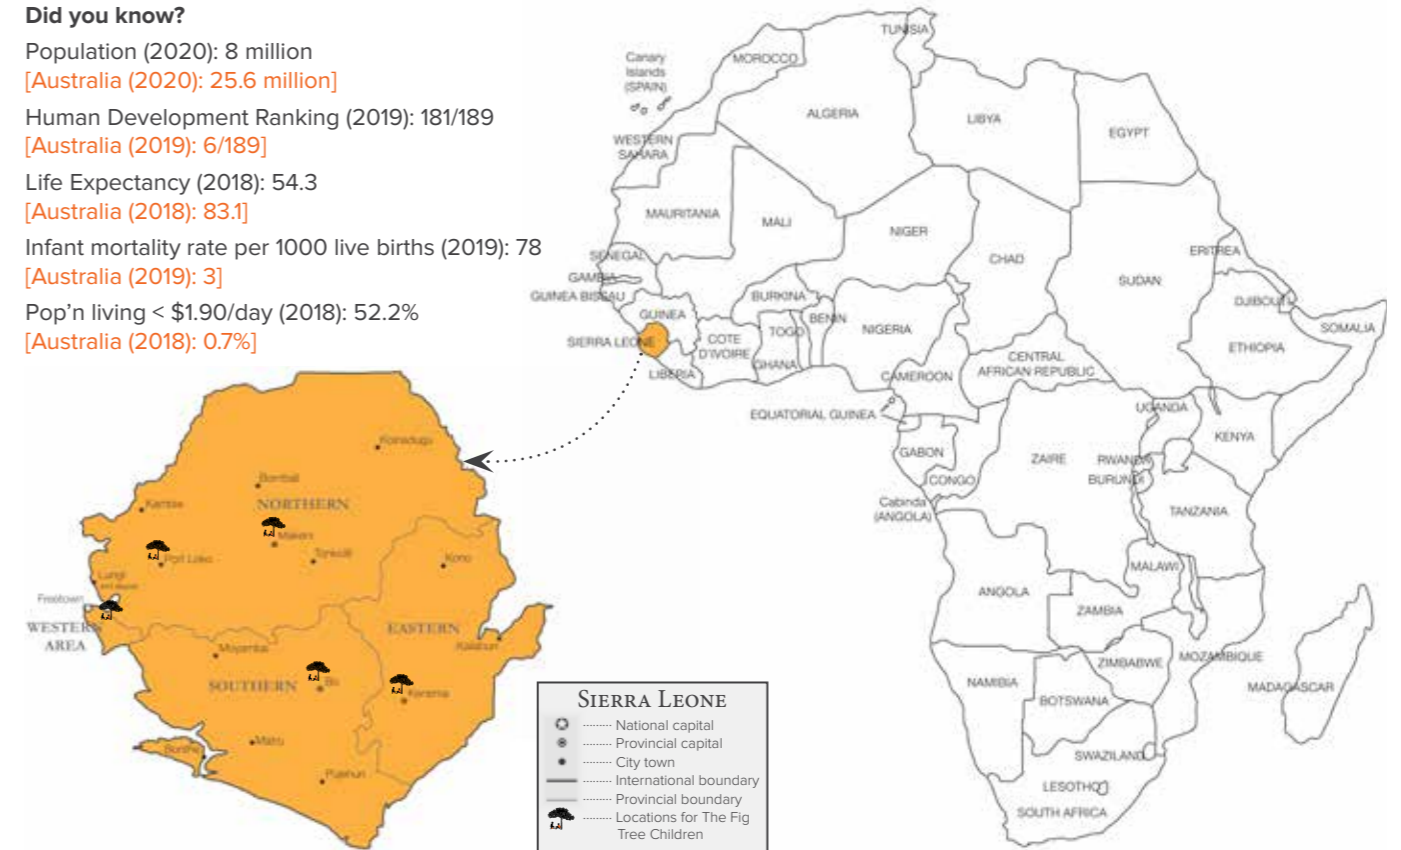 Did you know?
Population (2020): 8 million
[Australia (2020): 25.6 million]
Human Development Ranking (2019): 181/189
[Australia (2019): 6/189]
Life Expectancy (2018): 54.3
[Australia (2018): 83.1]
Infant mortality rate per 1000 live births (2019): 78
[Australia (2019): 3]
Pop’n living < $1.90/day (2018): 52.2%
[Australia (2018): 0.7%]
TUNISIA
MOROCCO
Canary
Islands
(SPAIN)
ALGERIA
LIBYA
EGYPT
WESTERN
SAHARA
MAURITANIA
MALI
NIGER
CHAD
SUDAN
ERITREA
SENEGAL
GAMBIA
GUINEA BISSAU
GUINEA
BURKINA
BENIN
NIGERIA
DJIBOUTI
SOMALIA
SIERRA LEONE
COTE
D'IVOIRE
TOGO
GHANA
LIBERIA
ETHIOPIA
CENTRAL
AFRICAN REPUBLIC
CAMEROON
EQUATORIAL GUINEA
UGANDA
KENYA
GABON
CONGO
ZAIRE
RWANDA
BURUNDI
Cabinda
(ANGOLA)
TANZANIA
MALAWI
ANGOLA
ZAMBIA
ZIMBABWE
MOZAMBIQUE
NAMIBIA
BOTSWANA
MADAGASCAR
SWAZILAND
LESOTHO
SOUTH AFRICA
Koinadugu
Bombali
NORTHERN
Kambia
Makeni
Port Loko
Tonkolili
Kono
Lungi
Freetown
WESTERN
AREA
EASTERN
Kailahun
Moyamba
SOUTHERN
Bo
Kenema
Bonthe
Matru
Pujehun
SIERRA LEONE
National capital
Provincial capital
City town
International boundary
Provincial boundary
Locations for The Fig
Tree Children